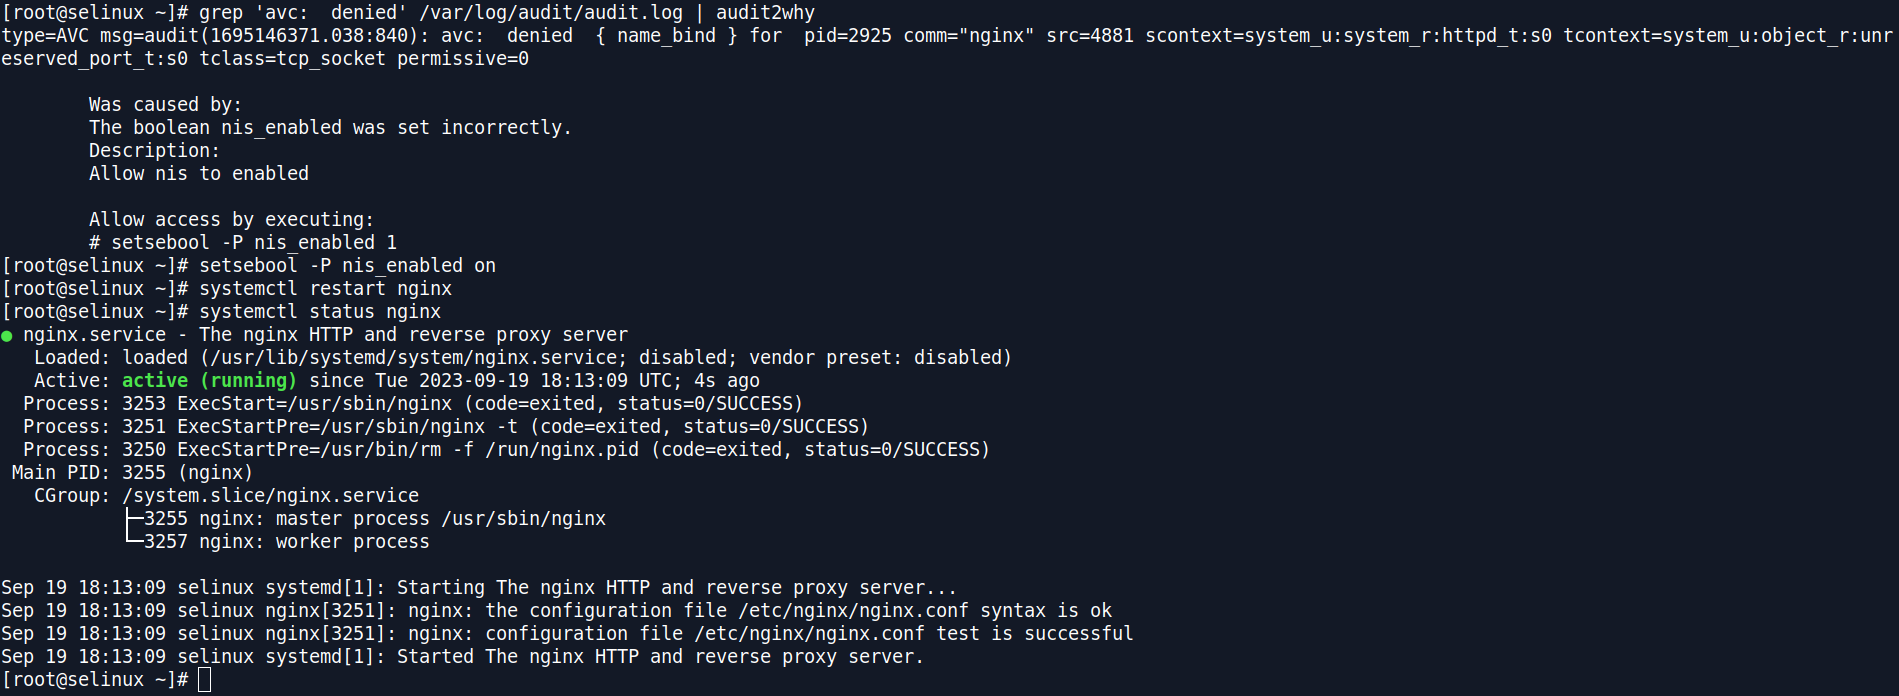 [root@selinux ~]# grep 'avc:  denied' /var/log/audit/audit.log | audit2why
type=AVC msg=audit(1695146371.038:840): avc:  denied  { name_bind } for  pid=2925 comm="nginx" src=4881 scontext=system_u:system_r:httpd_t:s0 tcontext=system_u:object_r:unr
eserved_port_t:s0 tclass=tcp_socket permissive=0

        Was caused by:
        The boolean nis_enabled was set incorrectly.
        Description:
        Allow nis to enabled

        Allow access by executing:
        # setsebool -P nis_enabled 1
[root@selinux ~]# setsebool -P nis_enabled on
[root@selinux ~]# systemctl restart nginx
[root@selinux ~]# systemctl status nginx
● nginx.service - The nginx HTTP and reverse proxy server
   Loaded: loaded (/usr/lib/systemd/system/nginx.service; disabled; vendor preset: disabled)
   Active: active (running) since Tue 2023-09-19 18:13:09 UTC; 4s ago
  Process: 3253 ExecStart=/usr/sbin/nginx (code=exited, status=0/SUCCESS)
  Process: 3251 ExecStartPre=/usr/sbin/nginx -t (code=exited, status=0/SUCCESS)
  Process: 3250 ExecStartPre=/usr/bin/rm -f /run/nginx.pid (code=exited, status=0/SUCCESS)
 Main PID: 3255 (nginx)
   CGroup: /system.slice/nginx.service
           ├─3255 nginx: master process /usr/sbin/nginx
           └─3257 nginx: worker process

Sep 19 18:13:09 selinux systemd[1]: Starting The nginx HTTP and reverse proxy server...
Sep 19 18:13:09 selinux nginx[3251]: nginx: the configuration file /etc/nginx/nginx.conf syntax is ok
Sep 19 18:13:09 selinux nginx[3251]: nginx: configuration file /etc/nginx/nginx.conf test is successful
Sep 19 18:13:09 selinux systemd[1]: Started The nginx HTTP and reverse proxy server.
[root@selinux ~]#